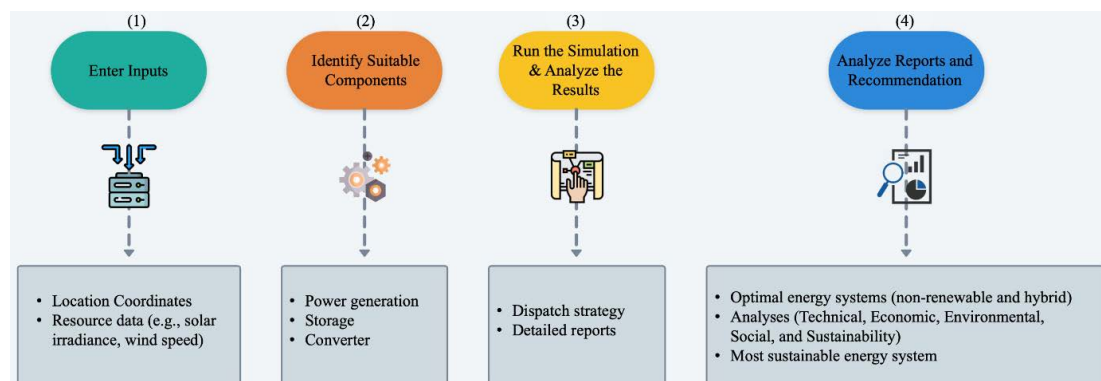 (1)
Enter Inputs
• Location Coordinates
• Resource data (e.g., solar
irradiance, wind speed)
(2)
Identify Suitable
Components
• Power generation
• Storage
• Converter
(3)
Run the Simulation
& Analyze the
Results
• Dispatch strategy
• Detailed reports
(4)
Analyze Reports and
Recommendation
• Optimal energy systems (non-renewable and hybrid)
• Analyses (Technical, Economic, Environmental,
Social, and Sustainability)
• Most sustainable energy system